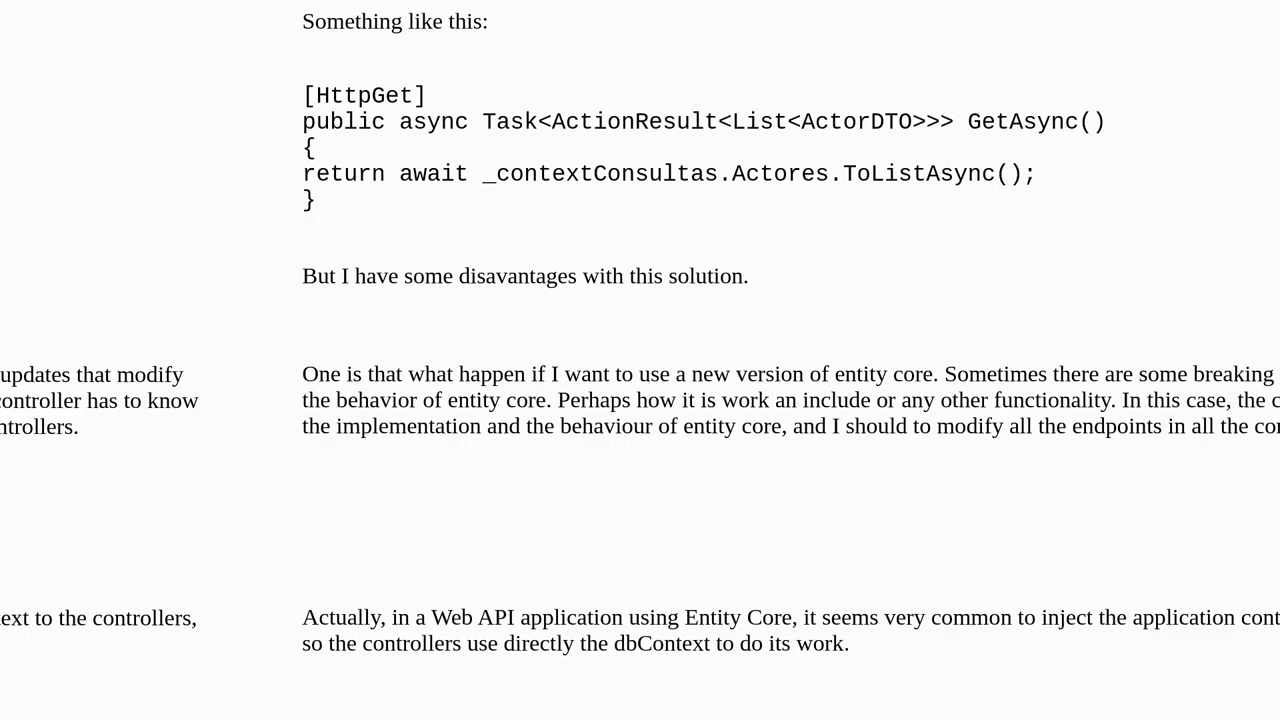 Something like this:
[HttpGet]
public async Task<ActionResult<List<ActorDTO>>> GetAsync()
{
return await _contextConsultas.Actores.ToListAsync();
}
But I have some disavantages with this solution.
One is that what happen if I want to use a new version of entity core. Sometimes there are some breaking
updates that modify
the behavior of entity core. Perhaps how it is work an include or any other functionality. In this case, the
controller has to know
the implementation and the behaviour of entity core, and I should to modify all the endpoints in all the
controllers.
Actually, in a Web API application using Entity Core, it seems very common to inject the application
context to the controllers,
so the controllers use directly the dbContext to do its work.